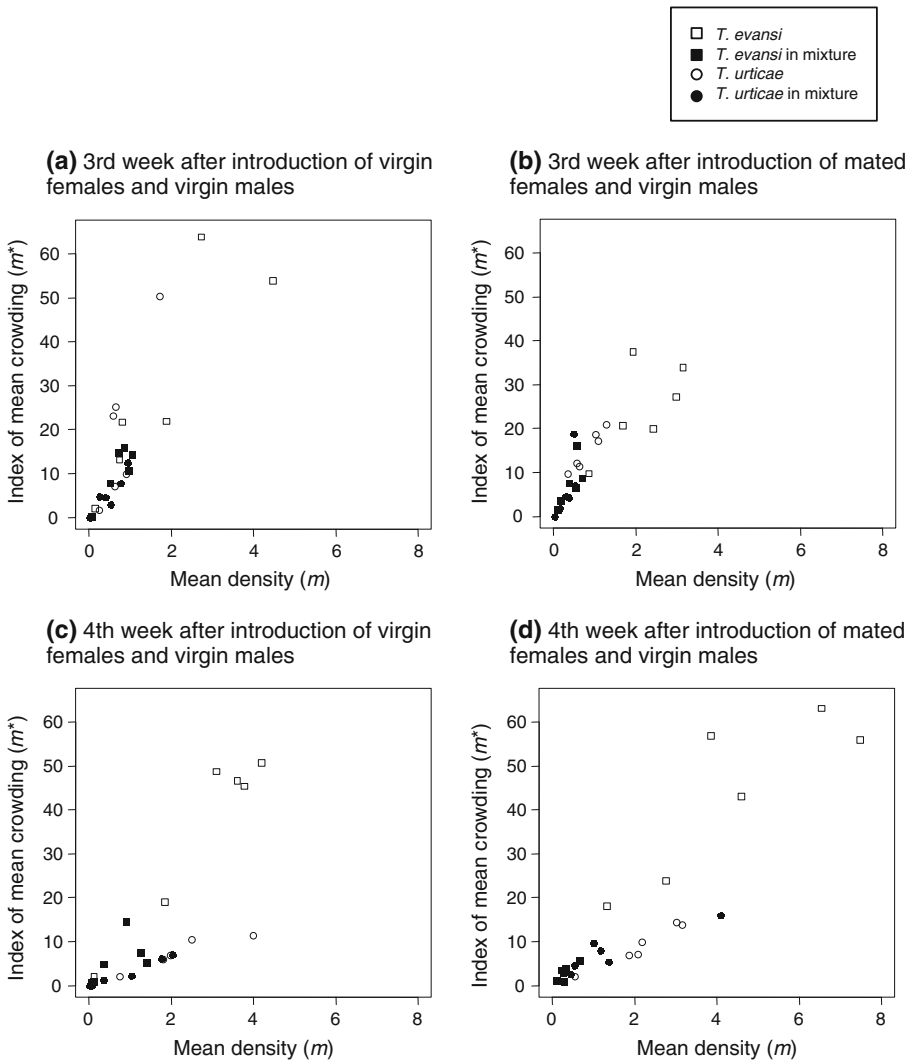 T. evansi
T. evansi in mixture
T. urticae
T. urticae in mixture
(a) 3rd week after introduction of virgin
females and virgin males
Index of mean crowding (m*)
60
50
40
30
20
10
0
0 2 4 6 8
Mean density (m)
(b) 3rd week after introduction of mated
females and virgin males
Index of mean crowding (m*)
60
50
40
30
20
10
0
0 2 4 6 8
Mean density (m)
(c) 4th week after introduction of virgin
females and virgin males
Index of mean crowding (m*)
60
50
40
30
20
10
0
0 2 4 6 8
Mean density (m)
(d) 4th week after introduction of mated
females and virgin males
Index of mean crowding (m*)
60
50
40
30
20
10
0
0 2 4 6 8
Mean density (m)